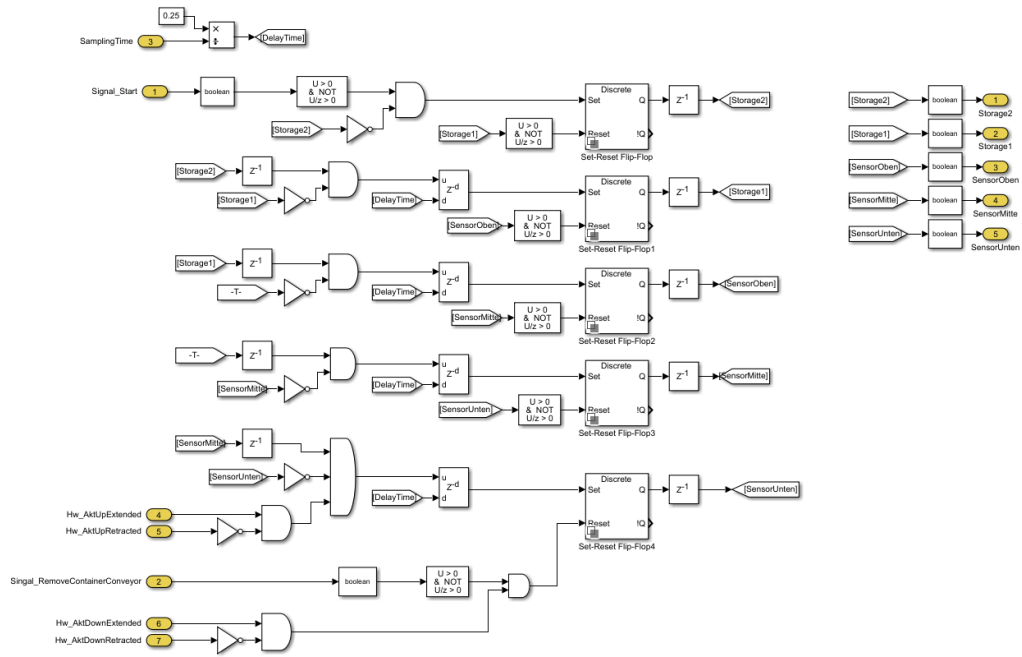 0.25
×
÷
SamplingTime 3
[DelayTime]
Signal_Start 1
boolean
U > 0
& NOT
U/z > 0
[Storage2]
[Storage1]
U > 0
& NOT
U/z > 0
Discrete
Set Q
Reset !Q
Set-Reset Flip-Flop
Z-1
[Storage2]
[Storage2]
Z-1
[Storage1]
[DelayTime]
u
d
Z-d
[SensorOben]
U > 0
& NOT
U/z > 0
Discrete
Set Q
Reset !Q
Set-Reset Flip-Flop1
Z-1
[Storage1]
[Storage1]
Z-1
-T-
[DelayTime]
u
d
Z-d
[SensorMitte]
U > 0
& NOT
U/z > 0
Discrete
Set Q
Reset !Q
Set-Reset Flip-Flop2
Z-1
[SensorOben]
-T-
Z-1
[SensorMitte]
[DelayTime]
u
d
Z-d
[SensorUnten]
U > 0
& NOT
U/z > 0
Discrete
Set Q
Reset !Q
Set-Reset Flip-Flop3
Z-1
[SensorMitte]
[SensorMitte]
Z-1
[SensorUnten]
Hw_AktUpExtended 4
Hw_AktUpRetracted 5
[DelayTime]
u
d
Z-d
Discrete
Set Q
Reset !Q
Set-Reset Flip-Flop4
Z-1
[SensorUnten]
Singal_RemoveContainerConveyor 2
boolean
U > 0
& NOT
U/z > 0
Hw_AktDownExtended 6
Hw_AktDownRetracted 7
[Storage2] boolean 1
Storage2
[Storage1] boolean 2
Storage1
[SensorOben] boolean 3
SensorOben
[SensorMitte] boolean 4
SensorMitte
[SensorUnten] boolean 5
SensorUnten